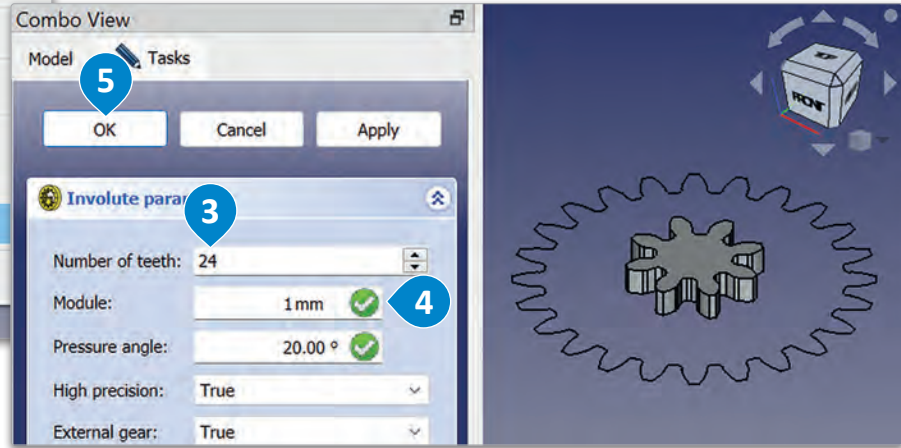 Combo View
Model
Tasks
5
OK
Cancel
Apply
3
Number of teeth: 24
Module: 1 mm
4
Pressure angle: 20.00 °
High precision: True
External gear: True
Involute para
FRONT